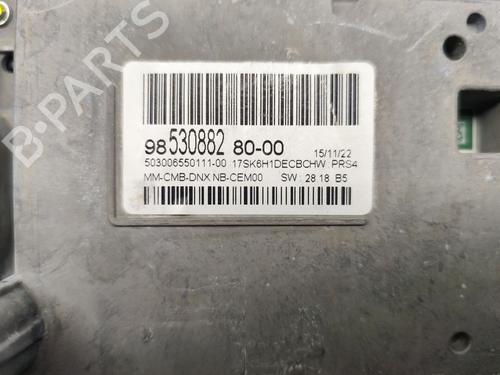 98 530882 80-00
15/11/22
503006550111-00 17SK6H1DECBCHW PRS4
MM-CMB-DNX NB-CEM00 SW : 28.18 B5
B-PARTS